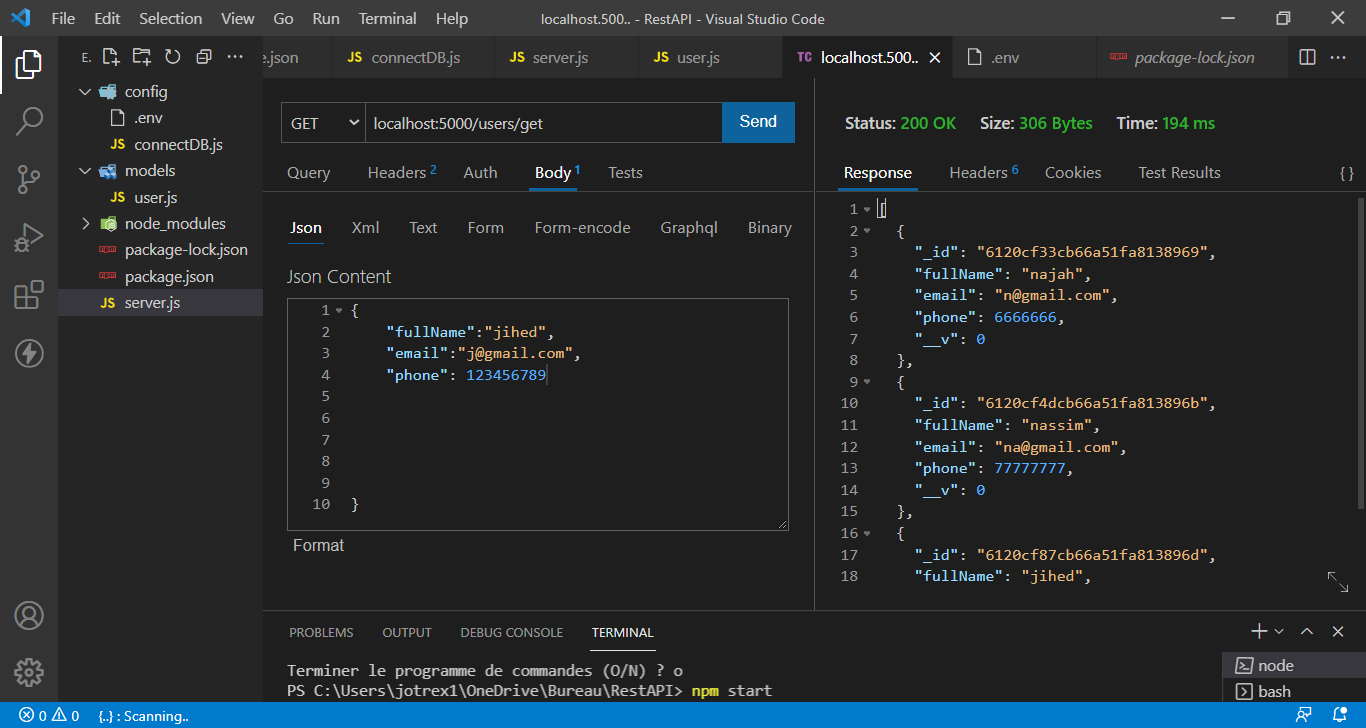 File Edit Selection View Go Run Terminal Help localhost.500.. - RestAPI - Visual Studio Code
E.
e.json JS connectDB.js JS server.js JS user.js TC localhost.500.. .env package-lock.json
config
.env
JS connectDB.js
models
JS user.js
node_modules
package-lock.json
package.json
JS server.js
GET localhost:5000/users/get Send
Query Headers 2 Auth Body 1 Tests
Json Xml Text Form Form-encode Graphql Binary
Json Content
1 {
2 "fullName":"jihed",
3 "email":"j@gmail.com",
4 "phone": 123456789
5
6
7
8
9
10 }
Format
Status: 200 OK Size: 306 Bytes Time: 194 ms
Response Headers 6 Cookies Test Results {}
1 [
2 {
3 "_id": "6120cf33cb66a51fa8138969",
4 "fullName": "najah",
5 "email": "n@gmail.com",
6 "phone": 6666666,
7 "__v": 0
8 },
9 {
10 "_id": "6120cf4dcb66a51fa813896b",
11 "fullName": "nassim",
12 "email": "na@gmail.com",
13 "phone": 77777777,
14 "__v": 0
15 },
16 {
17 "_id": "6120cf87cb66a51fa813896d",
18 "fullName": "jihed",
PROBLEMS OUTPUT DEBUG CONSOLE TERMINAL
Terminer le programme de commandes (O/N) ? o
PS C:\Users\jotrex1\OneDrive\Bureau\RestAPI> npm start
node
bash
0 0 {..} : Scanning..